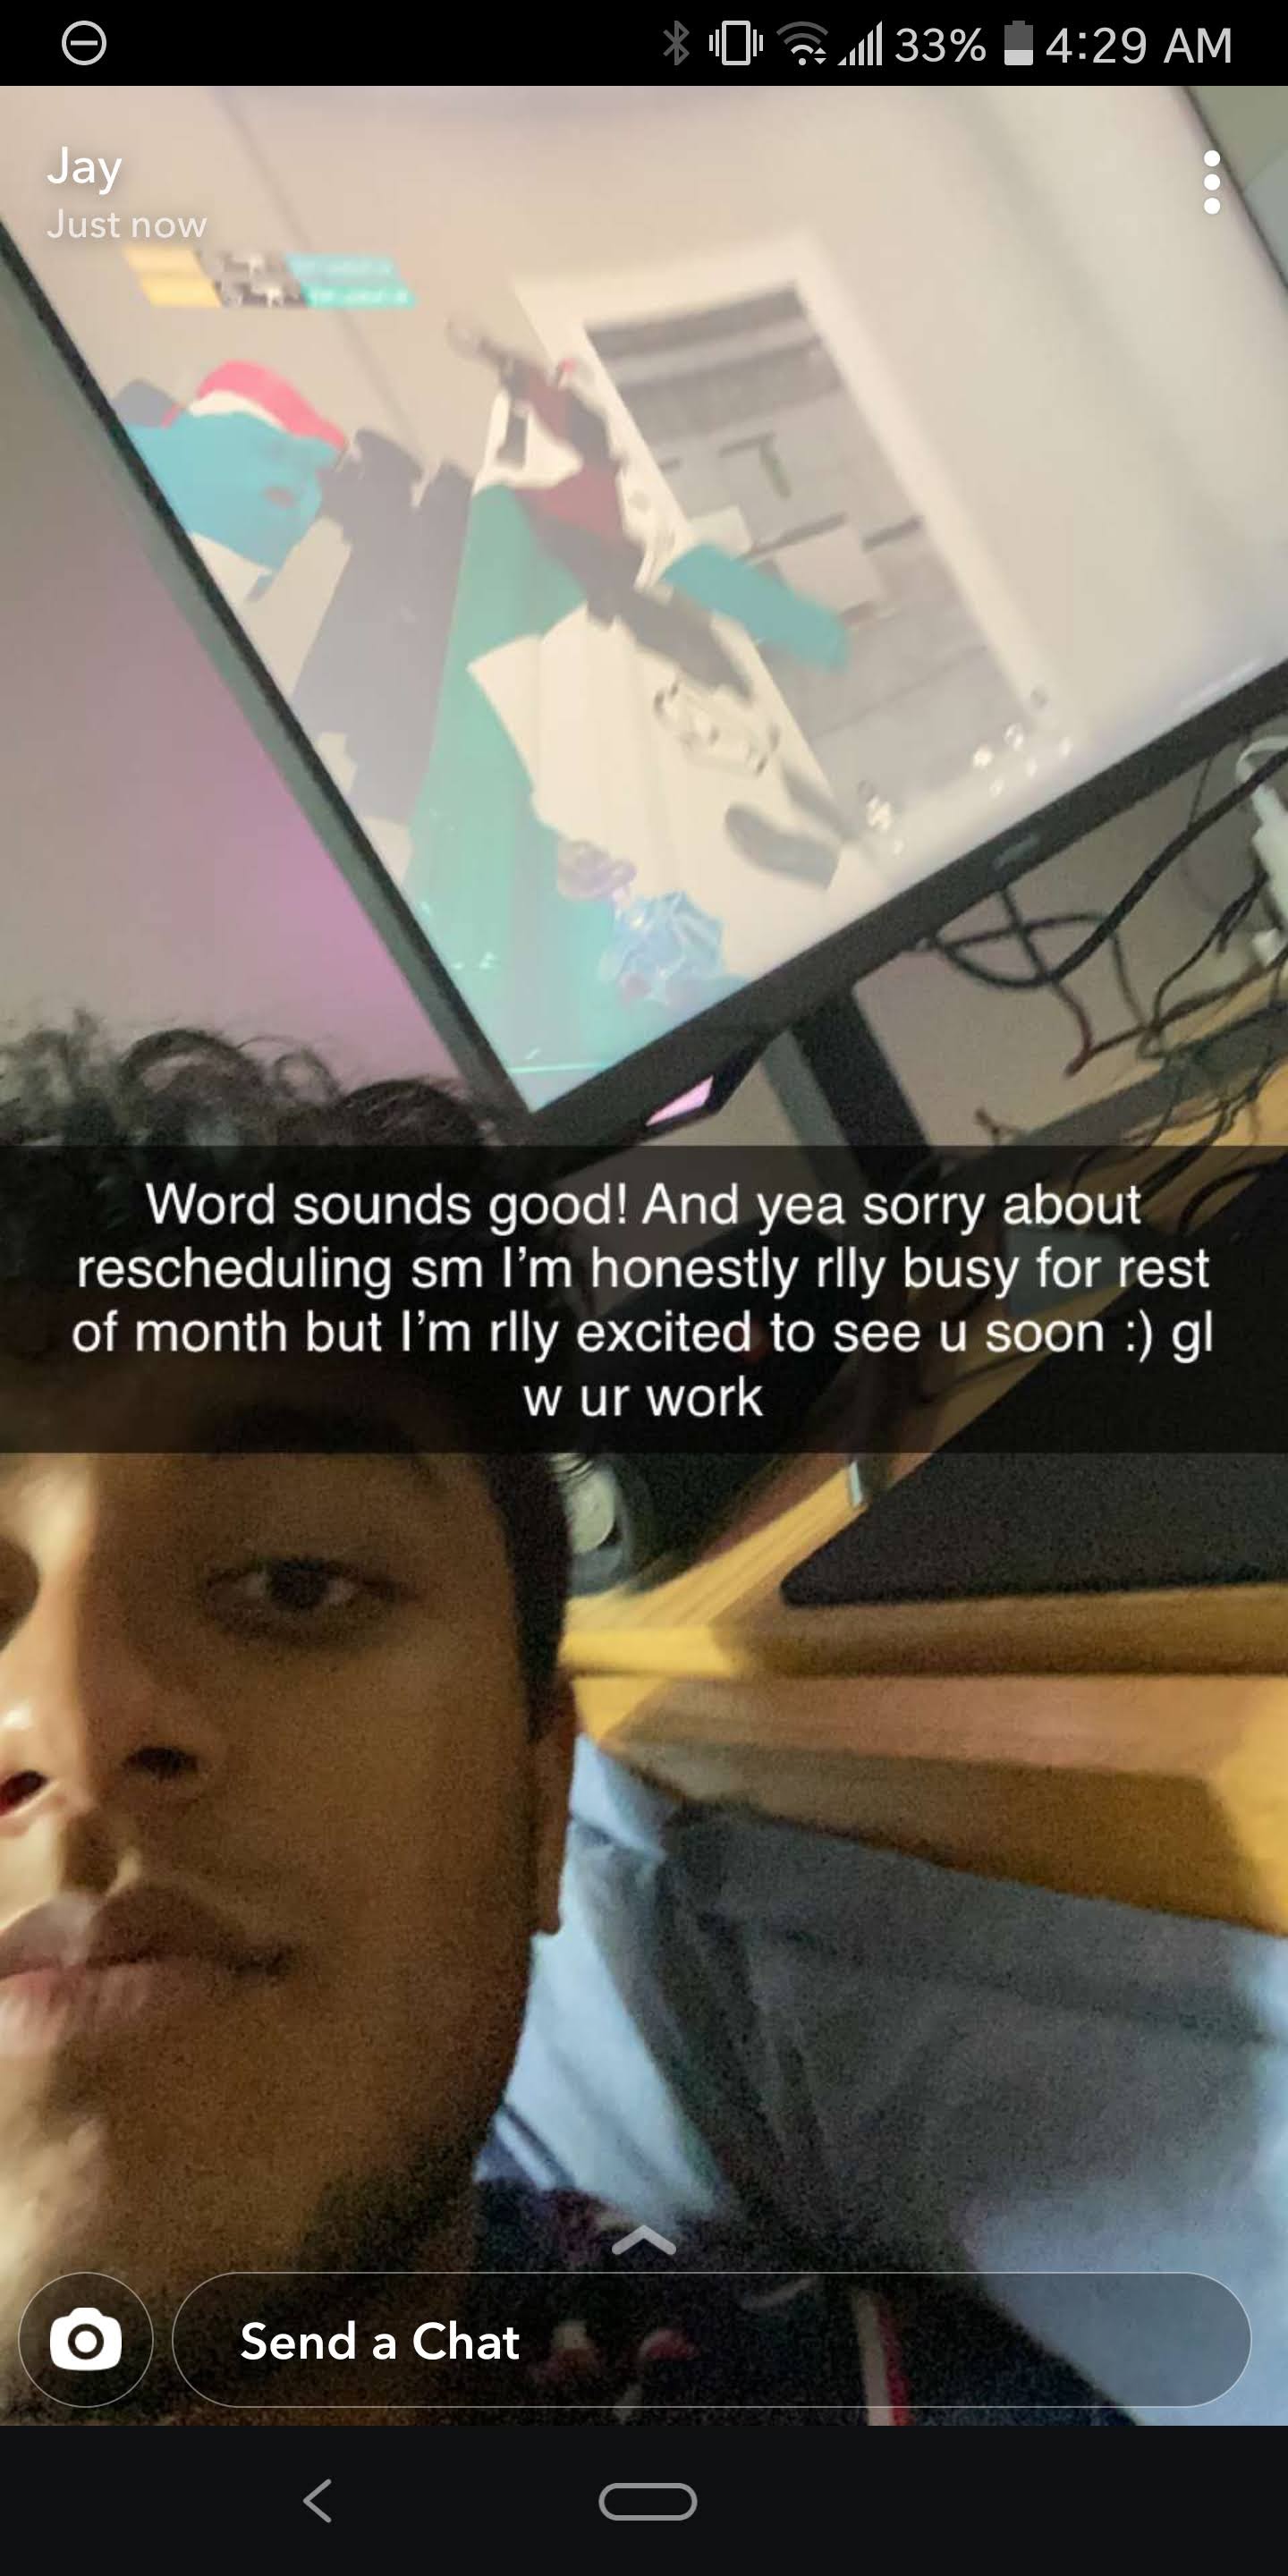 33% 4:29 AM
Jay
Just now
Word sounds good! And yea sorry about
rescheduling sm I'm honestly rlly busy for rest
of month but I'm rlly excited to see u soon :) gl
w ur work
Send a Chat